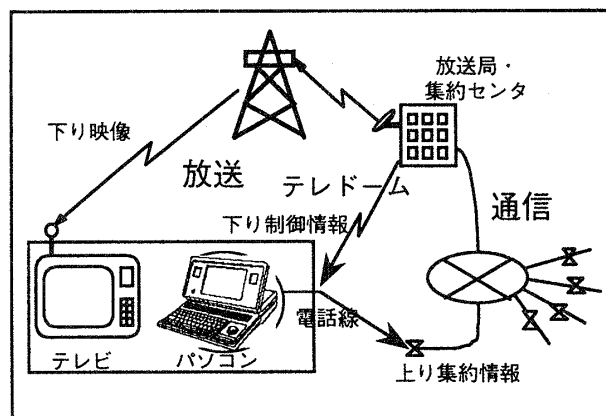 放送局・
集約センタ
下り映像
放送
テレドーム
通信
下り制御情報
電話線
テレビ
パソコン
上り集約情報